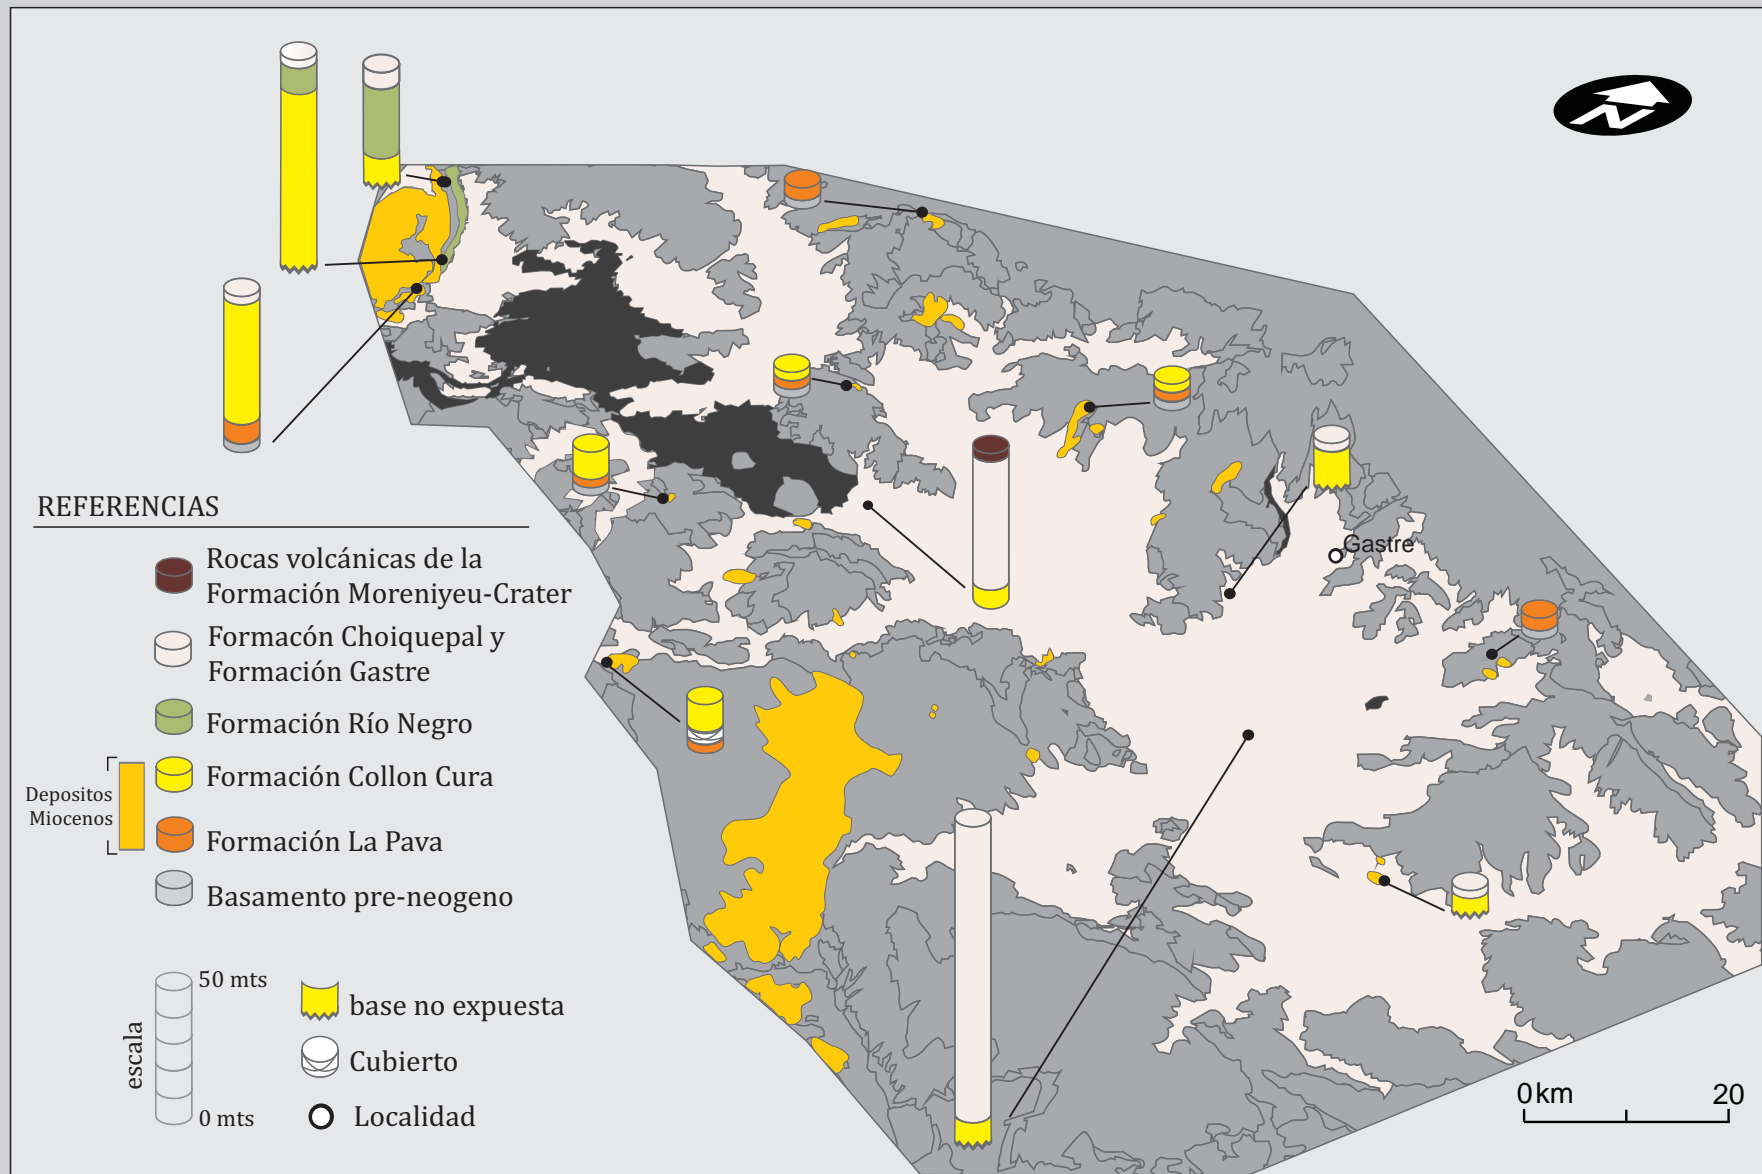 N
Gastre
REFERENCIAS
Rocas volcánicas de la
Formación Moreniyeu-Crater
Formacón Choiquepal y
Formación Gastre
Formación Río Negro
Formación Collon Cura
Depositos
Miocenos
Formación La Pava
Basamento pre-neogeno
50 mts
escala
0 mts
base no expuesta
Cubierto
Localidad
0 km 20